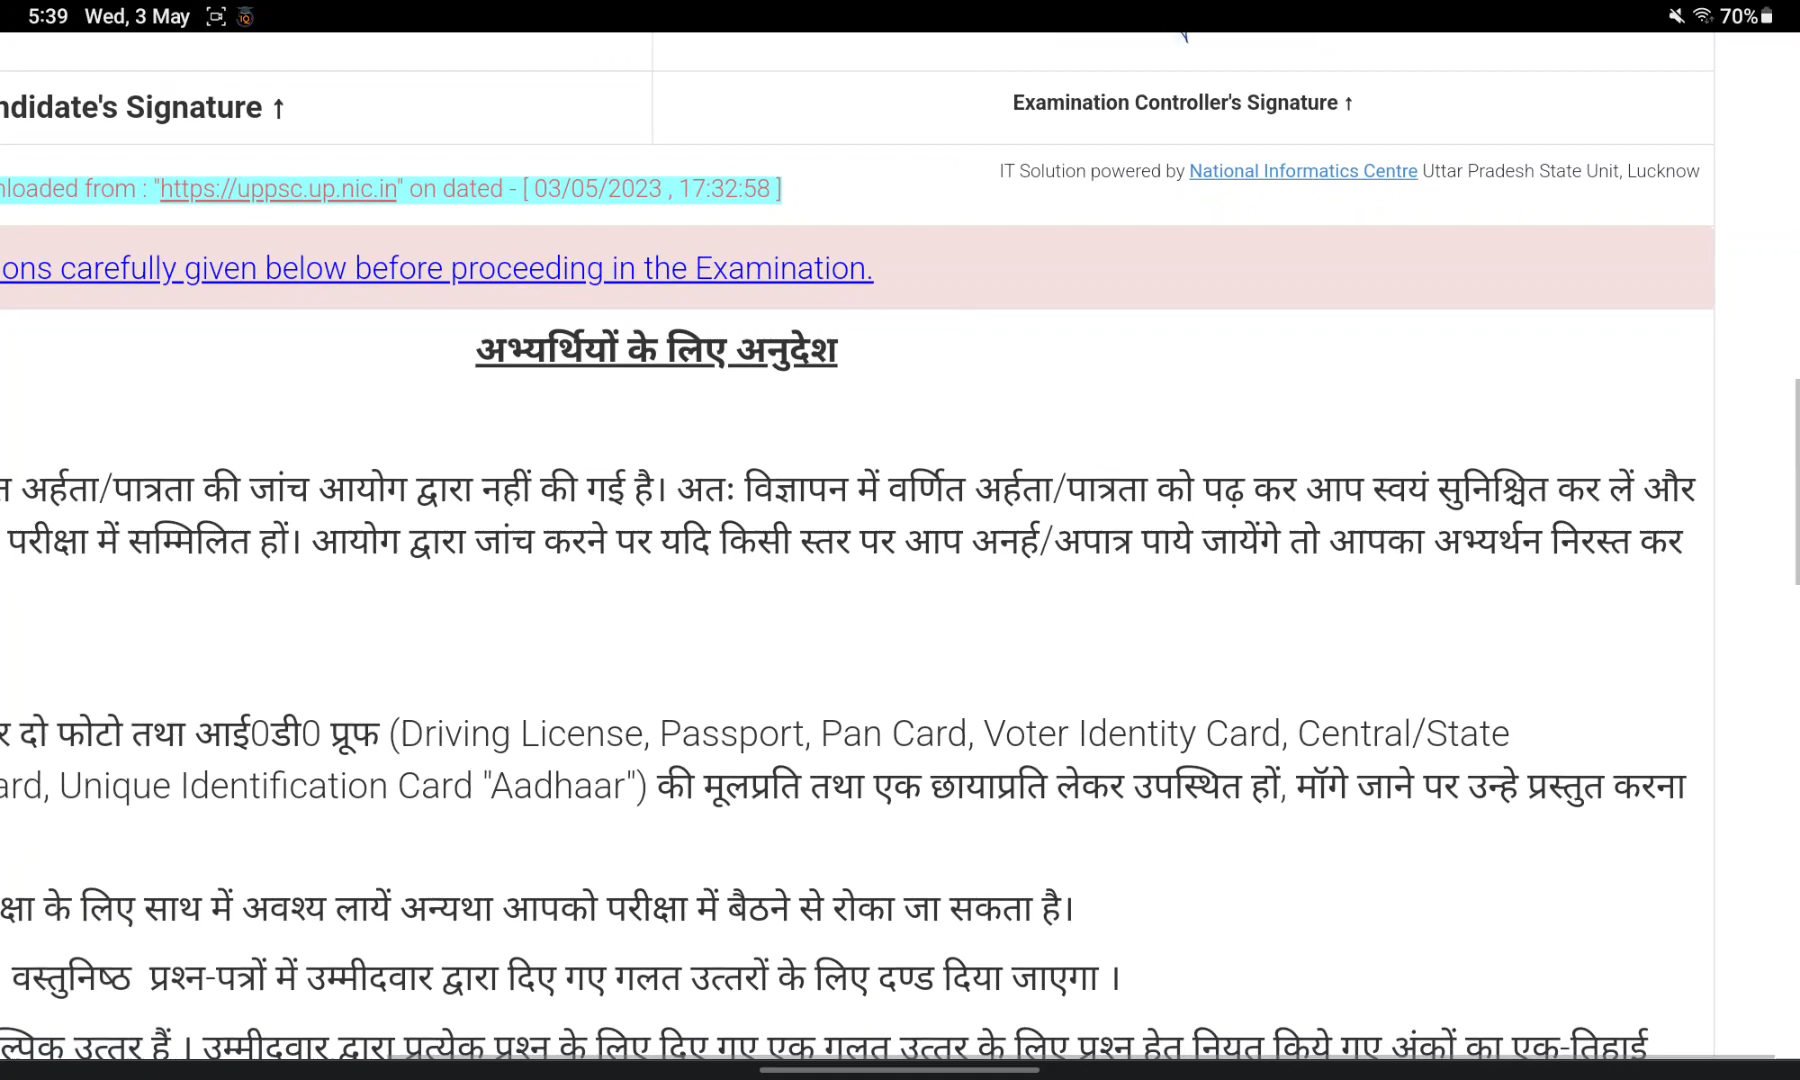 5:39 Wed, 3 May 70%
ndidate's Signature ↑
Examination Controller's Signature ↑
IT Solution powered by National Informatics Centre Uttar Pradesh State Unit, Lucknow
nloaded from : "https://uppsc.up.nic.in" on dated - [ 03/05/2023 , 17:32:58 ]
ons carefully given below before proceeding in the Examination.
अभ्यर्थियों के लिए अनुदेश
अर्हता/पात्रता की जांच आयोग द्वारा नहीं की गई है। अतः विज्ञापन में वर्णित अर्हता/पात्रता को पढ़ कर आप स्वयं सुनिश्चित कर लें और
परीक्षा में सम्मिलित हों। आयोग द्वारा जांच करने पर यदि किसी स्तर पर आप अनर्ह/अपात्र पाये जायेंगे तो आपका अभ्यर्थन निरस्त कर
र दो फोटो तथा आई0डी0 प्रूफ (Driving License, Passport, Pan Card, Voter Identity Card, Central/State
ard, Unique Identification Card "Aadhaar") की मूलप्रति तथा एक छायाप्रति लेकर उपस्थित हों, मॉगे जाने पर उन्हे प्रस्तुत करना
क्षा के लिए साथ में अवश्य लायें अन्यथा आपको परीक्षा में बैठने से रोका जा सकता है।
वस्तुनिष्ठ प्रश्न-पत्रों में उम्मीदवार द्वारा दिए गए गलत उत्तरों के लिए दण्ड दिया जाएगा ।
ल्पिक उत्तर हैं । उम्मीदवार द्वारा प्रत्येक प्रश्न के लिए दिए गए एक गलत उत्तर के लिए प्रश्न हेतु नियत किये गए अंकों का एक-तिहाई